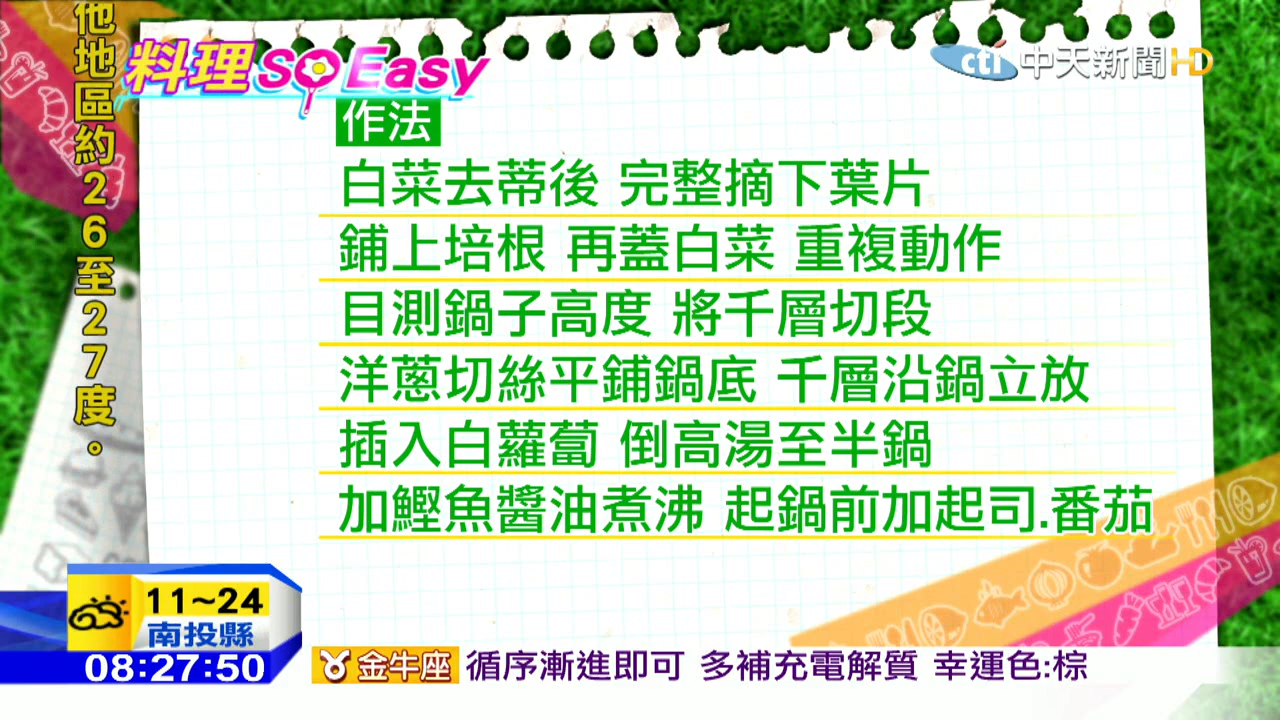 他地區約26至27度。
料理SO Easy
cti 中天新聞HD
作法
白菜去蒂後 完整摘下葉片
鋪上培根 再蓋白菜 重複動作
目測鍋子高度 將千層切段
洋蔥切絲平鋪鍋底 千層沿鍋立放
插入白蘿蔔 倒高湯至半鍋
加鰹魚醬油煮沸 起鍋前加起司.番茄
11~24
南投縣
08:27:50
金牛座 循序漸進即可 多補充電解質 幸運色:棕